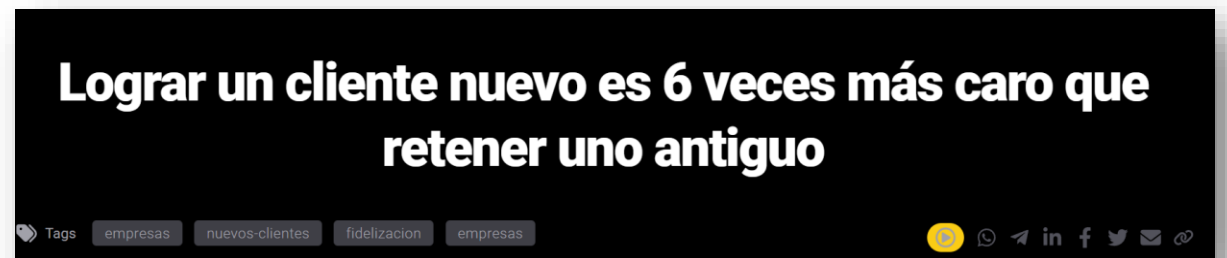 Lograr un cliente nuevo es 6 veces más caro que
retener uno antiguo
Tags empresas nuevos-clientes fidelizacion empresas